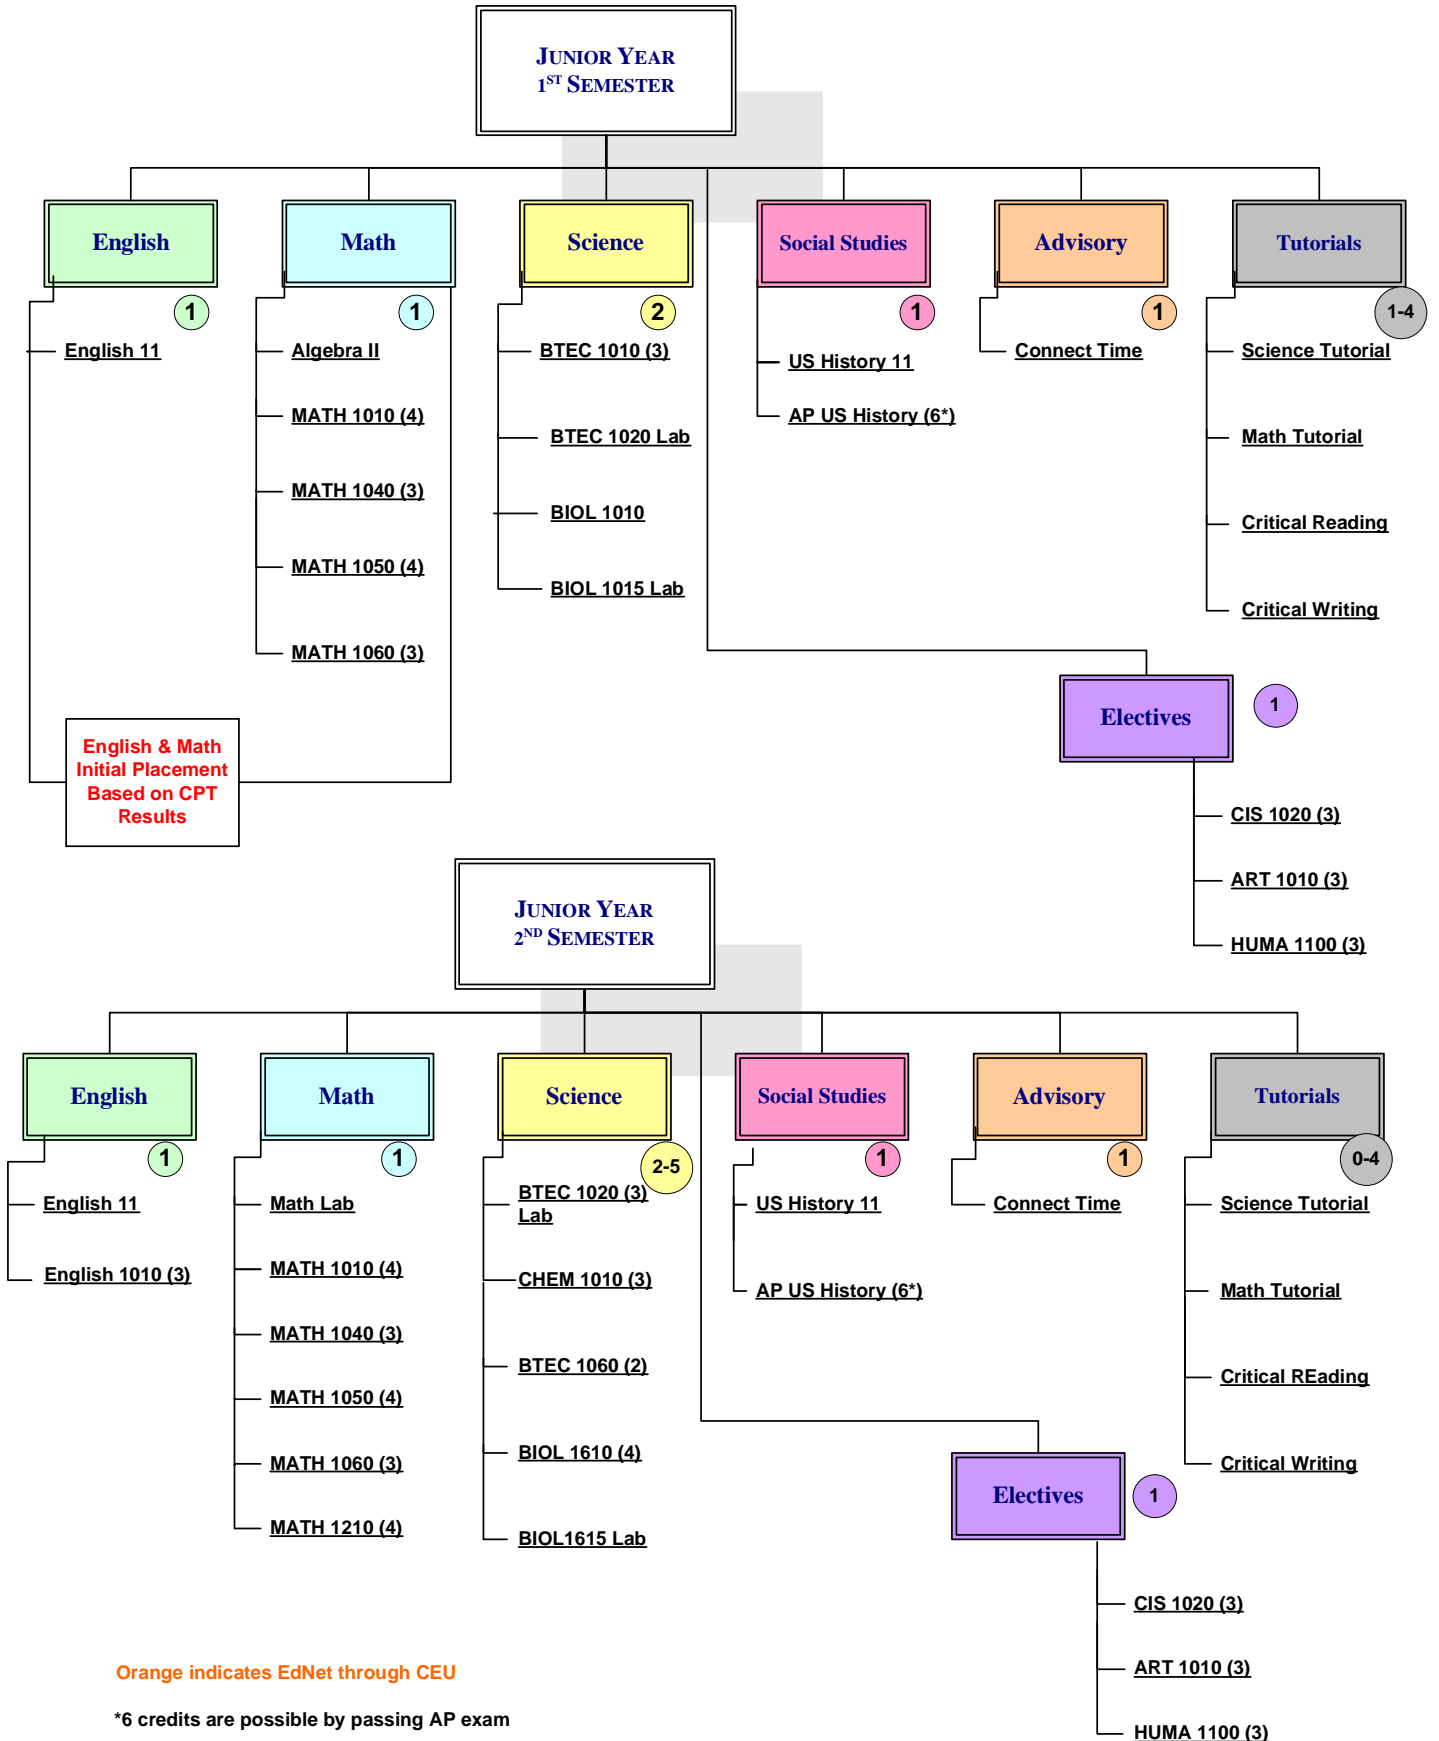 JUNIOR YEAR
1ST SEMESTER
English
Math
Science
Social Studies
Advisory
Tutorials
1
1
2
1
1
1-4
English 11
Algebra II
MATH 1010 (4)
MATH 1040 (3)
MATH 1050 (4)
MATH 1060 (3)
BTEC 1010 (3)
BTEC 1020 Lab
BIOL 1010
BIOL 1015 Lab
US History 11
AP US History (6*)
Connect Time
Science Tutorial
Math Tutorial
Critical Reading
Critical Writing
Electives
1
CIS 1020 (3)
ART 1010 (3)
HUMA 1100 (3)
English & Math
Initial Placement
Based on CPT
Results
JUNIOR YEAR
2ND SEMESTER
English
Math
Science
Social Studies
Advisory
Tutorials
1
1
2-5
1
1
0-4
English 11
English 1010 (3)
Math Lab
MATH 1010 (4)
MATH 1040 (3)
MATH 1050 (4)
MATH 1060 (3)
MATH 1210 (4)
BTEC 1020 (3)
Lab
CHEM 1010 (3)
BTEC 1060 (2)
BIOL 1610 (4)
BIOL1615 Lab
US History 11
AP US History (6*)
Connect Time
Science Tutorial
Math Tutorial
Critical REading
Critical Writing
Electives
1
CIS 1020 (3)
ART 1010 (3)
HUMA 1100 (3)
Orange indicates EdNet through CEU
*6 credits are possible by passing AP exam